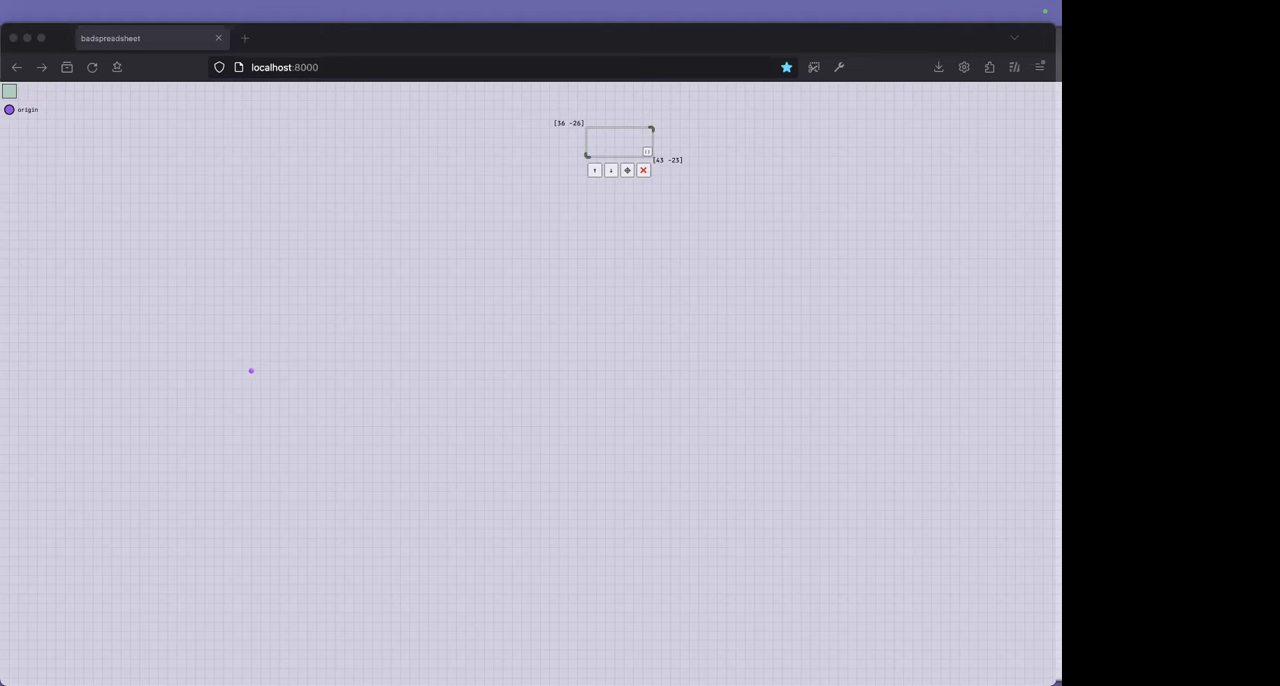 badspreadsheet
localhost:8000
origin
[36 -26]
[43 -23]